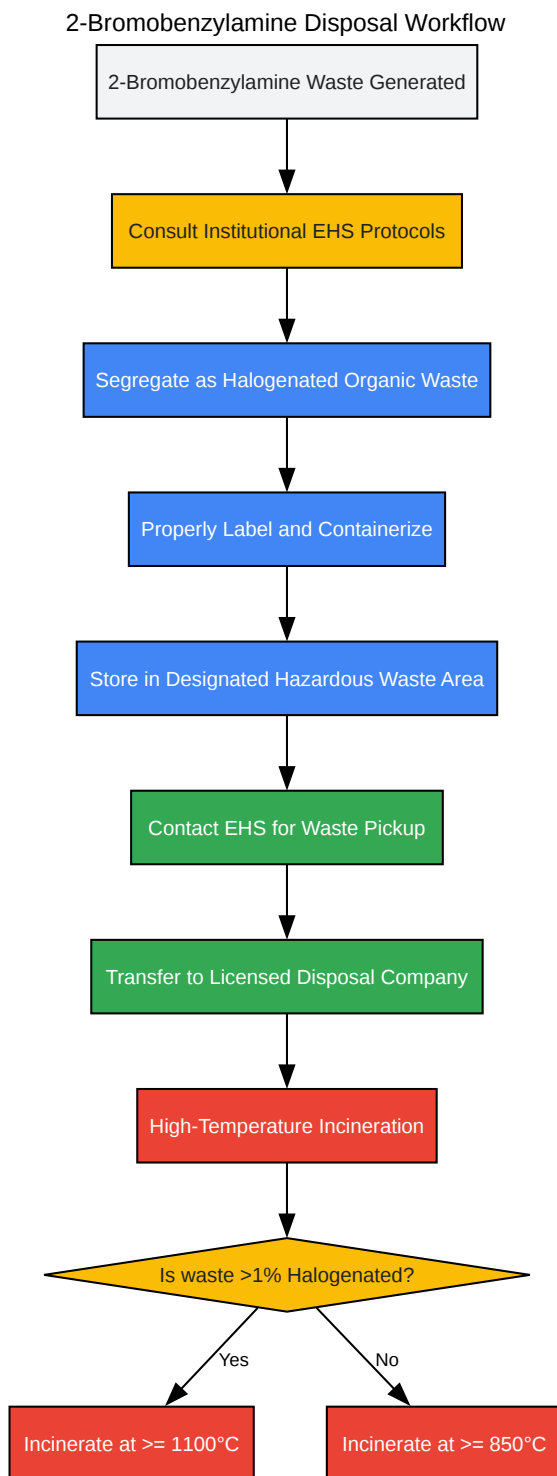 2-Bromobenzylamine Disposal Workflow
2-Bromobenzylamine Waste Generated
Consult Institutional EHS Protocols
Segregate as Halogenated Organic Waste
Properly Label and Containerize
Store in Designated Hazardous Waste Area
Contact EHS for Waste Pickup
Transfer to Licensed Disposal Company
High-Temperature Incineration
Is waste >1% Halogenated?
Yes
No
Incinerate at >= 1100°C
Incinerate at >= 850°C